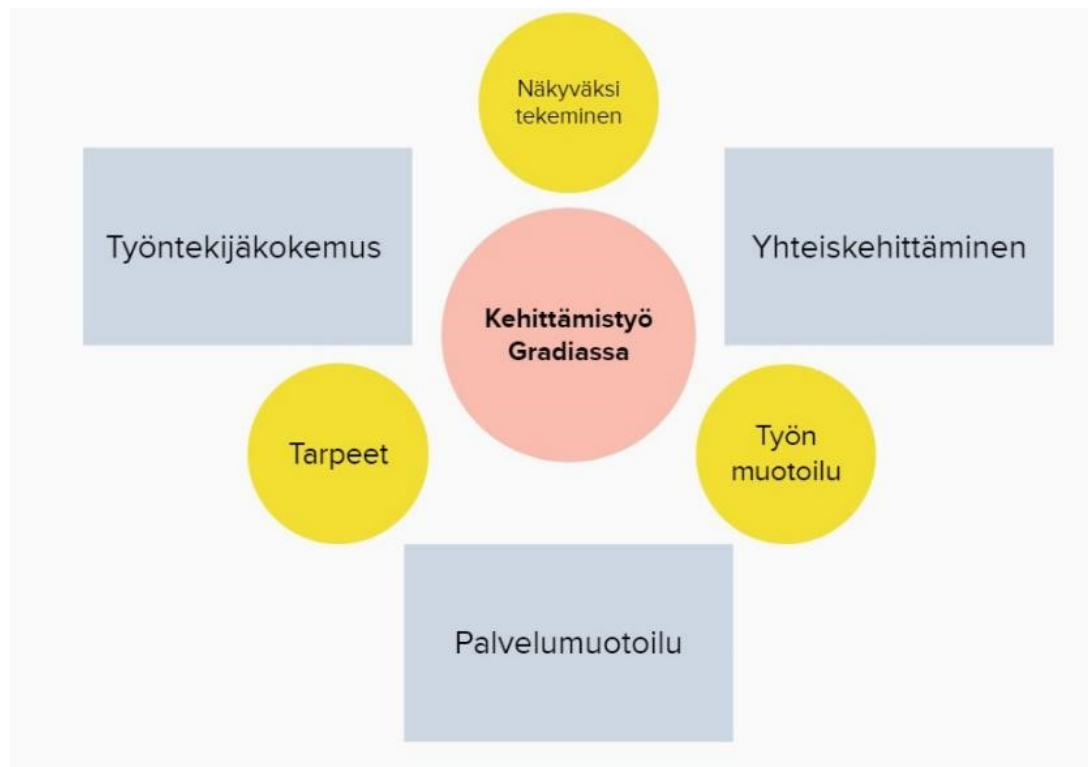 Näkyväksi
tekeminen
Työntekijäkokemus
Yhteiskehittäminen
Kehittämistyö
Gradiassa
Tarpeet
Työn
muotoilu
Palvelumuotoilu